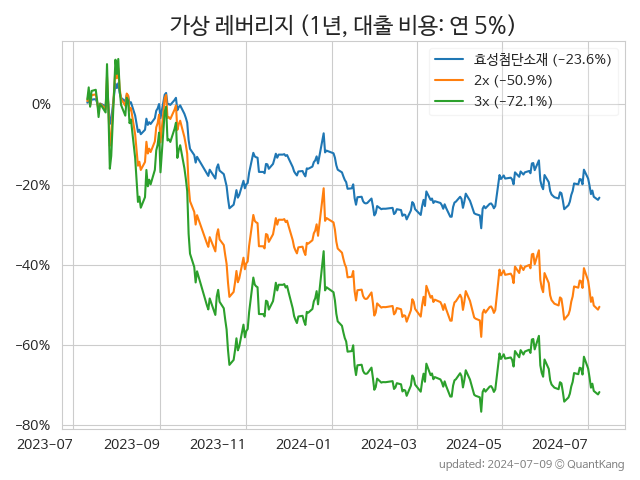 가상 레버리지 (1년, 대출 비용: 연 5%)
효성첨단소재 (−23.6%)
2x (−50.9%)
3x (−72.1%)
0%
−20%
−40%
−60%
−80%
2023-07 2023-09 2023-11 2024-01 2024-03 2024-05 2024-07
updated: 2024-07-09 ⓒ QuantKang